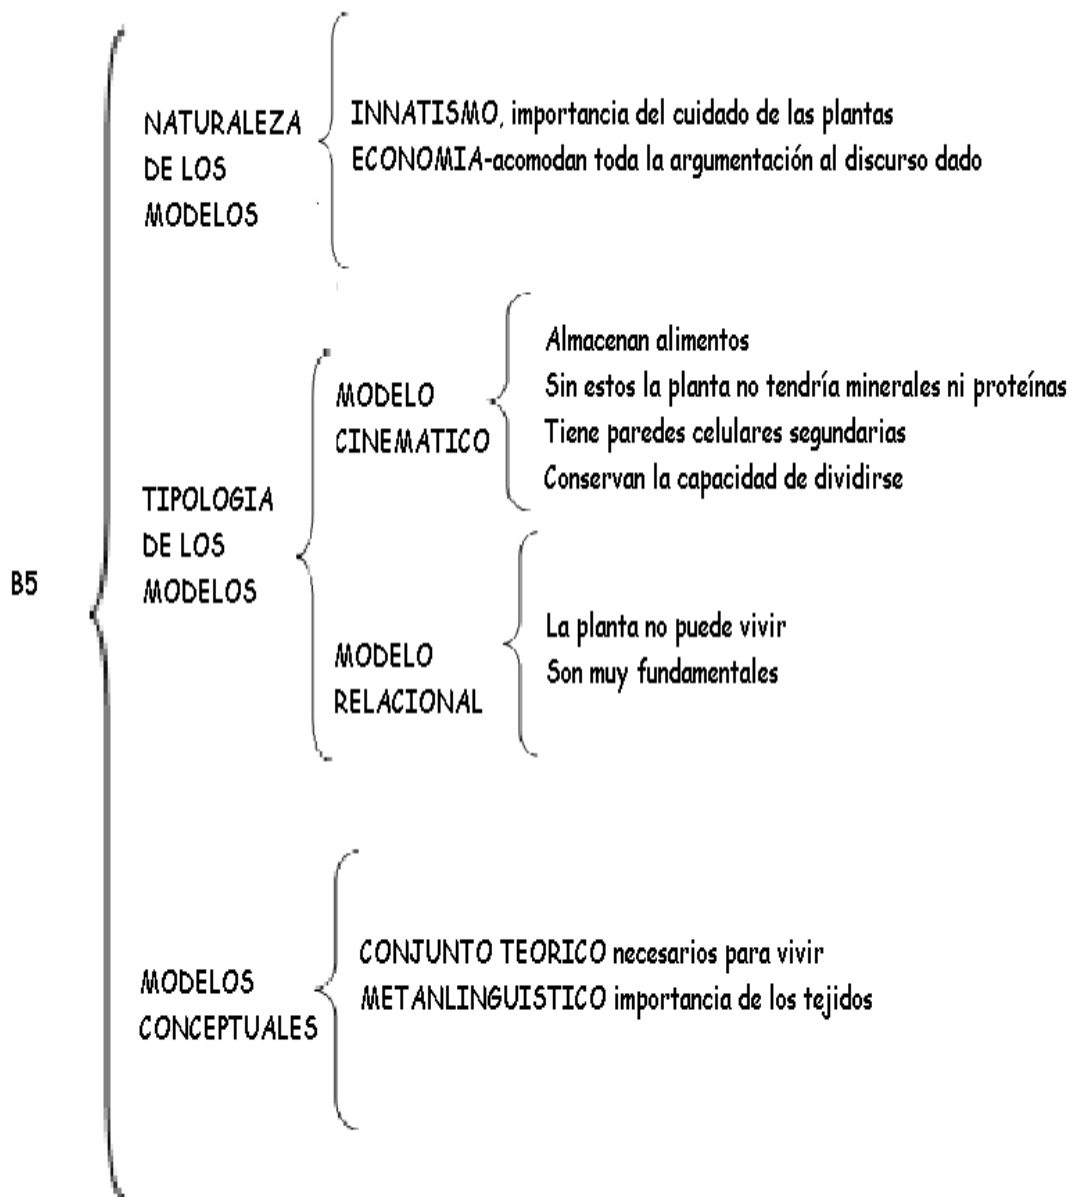 NATURALEZA
DE LOS
MODELOS
INNATISMO, importancia del cuidado de las plantas
ECONOMIA-acomodan toda la argumentación al discurso dado
B5
TIPOLOGIA
DE LOS
MODELOS
MODELO
CINEMATICO
Almacenan alimentos
Sin estos la planta no tendría minerales ni proteínas
Tiene paredes celulares segundarias
Conservan la capacidad de dividirse
MODELO
RELACIONAL
La planta no puede vivir
Son muy fundamentales
MODELOS
CONCEPTUALES
CONJUNTO TEORICO necesarios para vivir
METANLINGUISTICO importancia de los tejidos